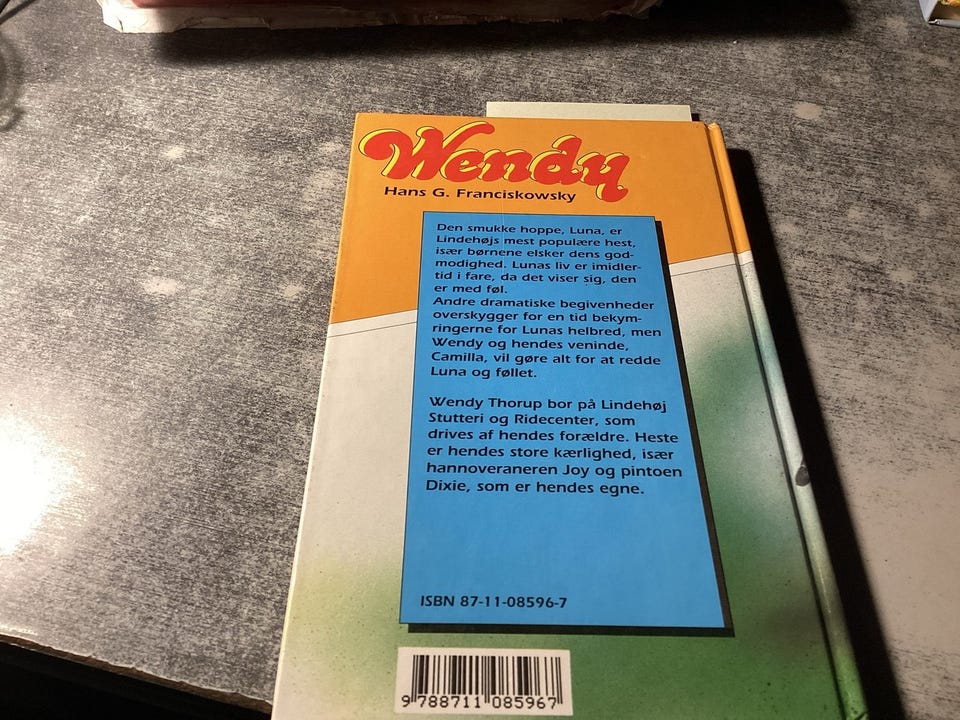 Wendy
Hans G. Franciskowsky
Den smukke hoppe, Luna, er
Lindehøjs mest populære hest,
især børnene elsker dens god-
modighed. Lunas liv er imidler-
tid i fare, da det viser sig, den
er med føl.
Andre dramatiske begivenheder
overskygger for en tid bekym-
ringerne for Lunas helbred, men
Wendy og hendes veninde,
Camilla, vil gøre alt for at redde
Luna og føllet.
Wendy Thorup bor på Lindehøj
Stutteri og Ridecenter, som
drives af hendes forældre. Heste
er hendes store kærlighed, især
hannoveraneren Joy og pintoen
Dixie, som er hendes egne.
ISBN 87-11-08596-7
9 788711 085967